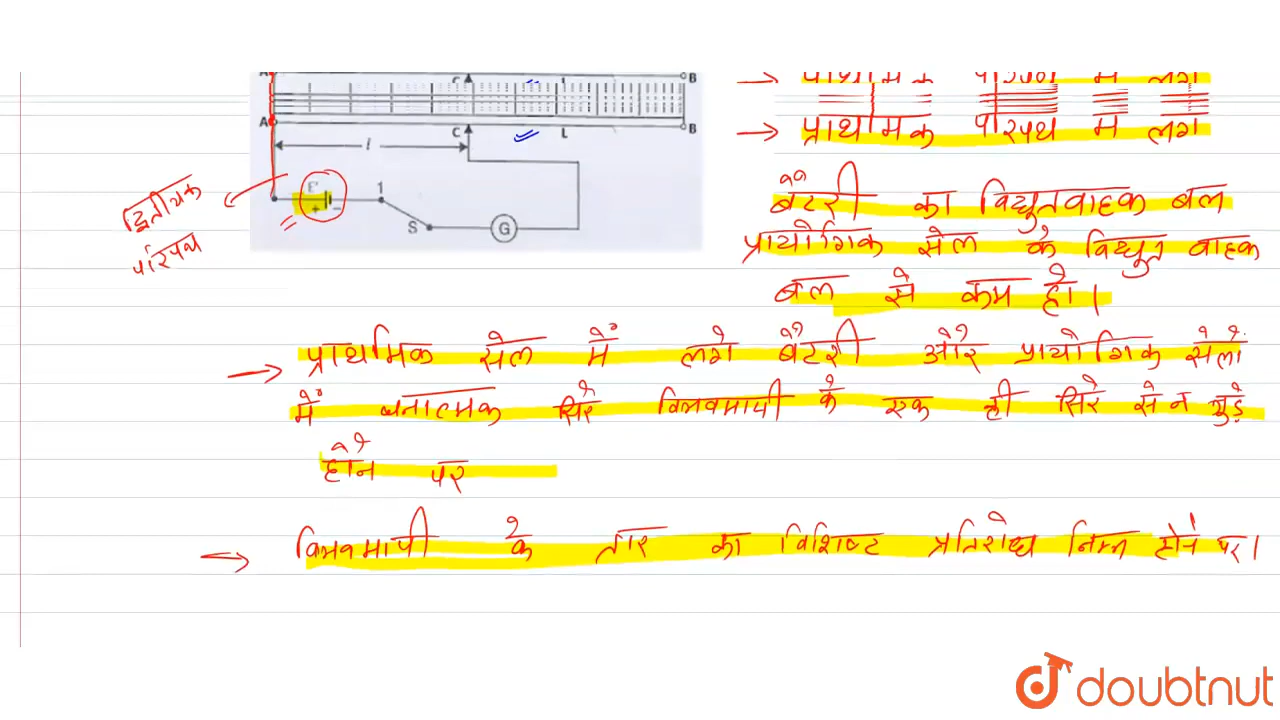 A B
A C L B
l
E' 1
+ - S G
द्वितीयक
परिपथ
→ प्राथमिक परिपथ में लगे
बैटरी का विद्युतवाहक बल
प्रायोगिक सेल के विद्युत वाहक
बल से कम हो।
→ प्राथमिक सेल में लगे बैटरी और प्रायोगिक सेलों
में धनात्मक सिरे विभवमापी के एक ही सिरे से न जुड़े
होने पर
→ विभवमापी के तार का विशिष्ट प्रतिरोध निम्न होने पर।
doubtnut